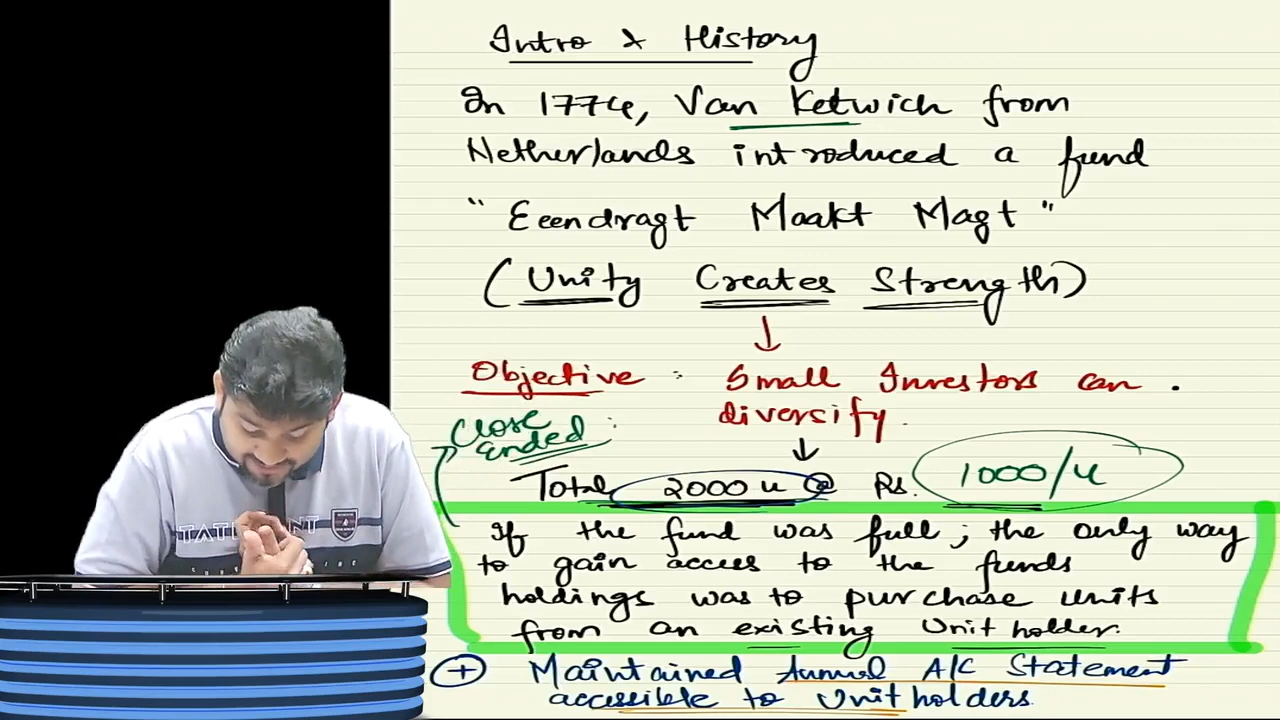 Intro & History
In 1774, Van Ketwich from
Netherlands introduced a fund
"Eeendragt Maakt Magt"
(Unity Creates Strength)
Objective : Small Investors can
diversify.
Close
Ended :
Total 2000 u @ Rs. 1000/u
If the fund was full; the only way
to gain acces to the funds
holdings was to purchase units
from an existing Unit holder.
+ Maintained Annual A/C Statement
accessible to Unit holders.